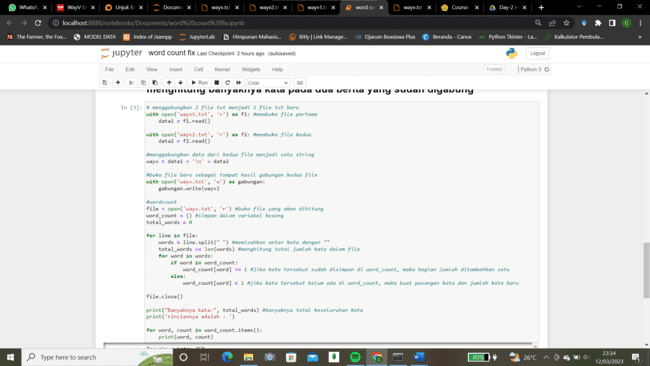 WhatsA
WayV G
Unjuk B
Docume
wayv.txt
wayv2.t
wayv1.t
word co
wayv.tx
Course
Day-2 H
localhost:8888/notebooks/Documents/word%20count%20fix.ipynb
The Farmer, the Fox...
MODEL DATA
Index of /xampp
JupyterLab
Himpunan Mahasis...
Billy | Link Manage...
Djarum Beasiswa Plus
Beranda - Canva
Python Tkinter - La...
Kalkulator Pembula...
jupyter word count fix Last Checkpoint: 2 hours ago (autosaved)
Logout
File Edit View Insert Cell Kernel Widgets Help
Trusted
Python 3
Run
Code
menghitung banyaknya kata pada dua berita yang sudah digabung
In [3]:
# menggabungkan 2 file txt menjadi 1 file txt baru
with open('wayv1.txt', 'r') as f1: #membuka file pertama
data1 = f1.read()
with open('wayv2.txt', 'r') as f2: #membuka file kedua
data2 = f2.read()
#menggabungkan data dari kedua file menjadi satu string
wayv = data1 + '\n' + data2
#buka file baru sebagai tempat hasil gabungan kedua file
with open('wayv.txt', 'w') as gabungan:
gabungan.write(wayv)
#wordcount
file = open('wayv.txt', 'r') #buka file yang akan dihitung
word_count = {} #simpan dalam variabel kosong
total_words = 0
for line in file:
words = line.split(" ") #memisahkan antar kata dengan ""
total_words += len(words) #menghitung total jumlah kata dalam file
for word in words:
if word in word_count:
word_count[word] += 1 #jika kata tersebut sudah disimpan di word_count, maka bagian jumlah ditambahkan satu
else:
word_count[word] = 1 #jika kata tersebut belum ada di word_count, maka buat pasangan kata dan jumlah kata baru
file.close()
print("Banyaknya kata:", total_words) #banyaknya total keseluruhan kata
print('rinciannya adalah : ')
for word, count in word_count.items():
print(word, count)
Type here to search
80%
26°C
23:34
12/03/2023